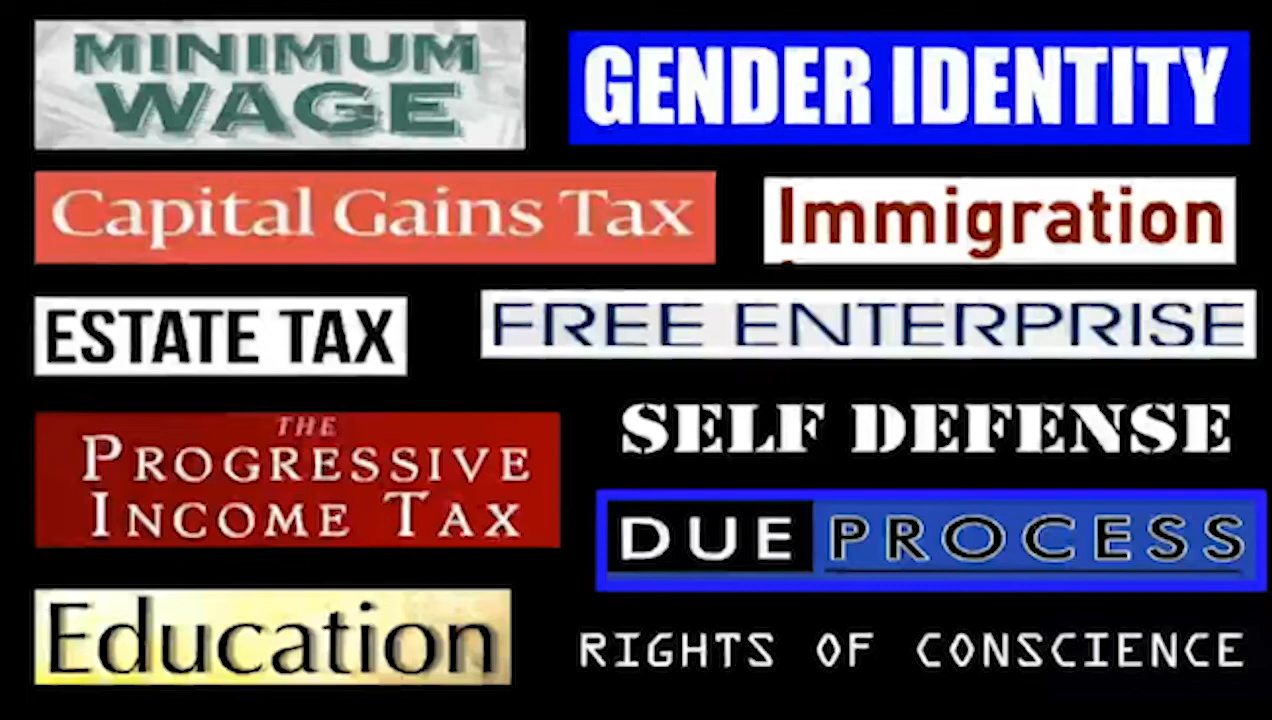 MINIMUM
WAGE
GENDER IDENTITY
Capital Gains Tax
Immigration
ESTATE TAX
FREE ENTERPRISE
THE
PROGRESSIVE
INCOME TAX
SELF DEFENSE
DUE PROCESS
Education
RIGHTS OF CONSCIENCE